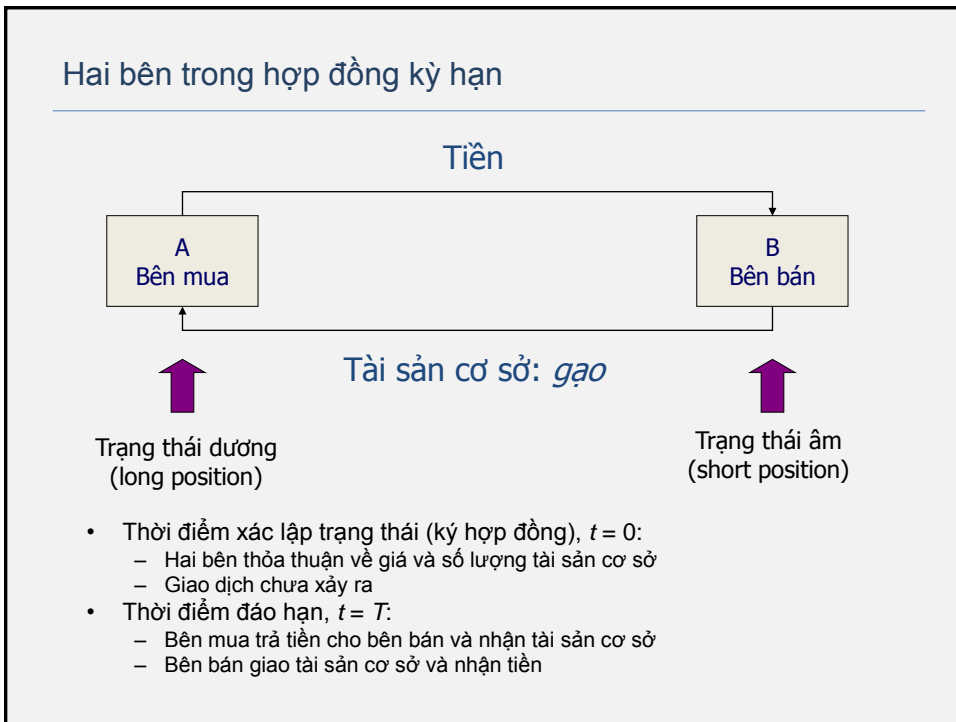 Hai bên trong hợp đồng kỳ hạn
Tiền
A
Bên mua
B
Bên bán
Tài sản cơ sở: gạo
Trạng thái dương
(long position)
Trạng thái âm
(short position)
• Thời điểm xác lập trạng thái (ký hợp đồng), t = 0:
– Hai bên thỏa thuận về giá và số lượng tài sản cơ sở
– Giao dịch chưa xảy ra
• Thời điểm đáo hạn, t = T:
– Bên mua trả tiền cho bên bán và nhận tài sản cơ sở
– Bên bán giao tài sản cơ sở và nhận tiền